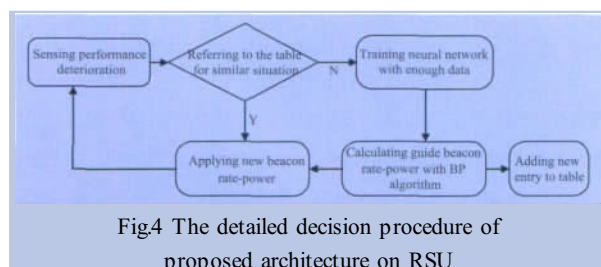 Sensing performance
deterioration
Referring to the table
for similar situation
N
Training neural network
with enough data
Y
Applying new beacon
rate-power
Calculating guide beacon
rate-power with BP
algorithm
Adding new
entry to table
Fig.4 The detailed decision procedure of
proposed architecture on RSU